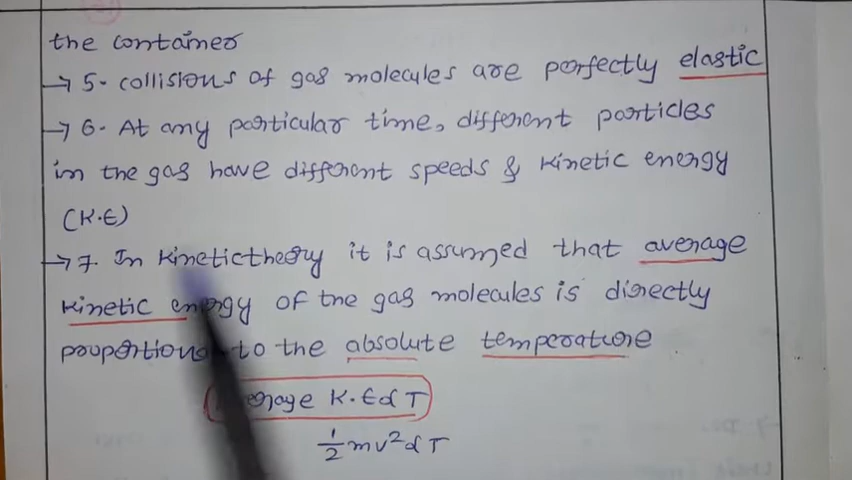 the container
→ 5. collisions of gas molecules are perfectly elastic
→ 6. At any particular time, different particles
in the gas have different speeds & kinetic energy
(K.E)
→ 7. In kinetic theory it is assumed that average
kinetic energy of the gas molecules is directly
to the absolute temperature
K.E α T
½mv² α T